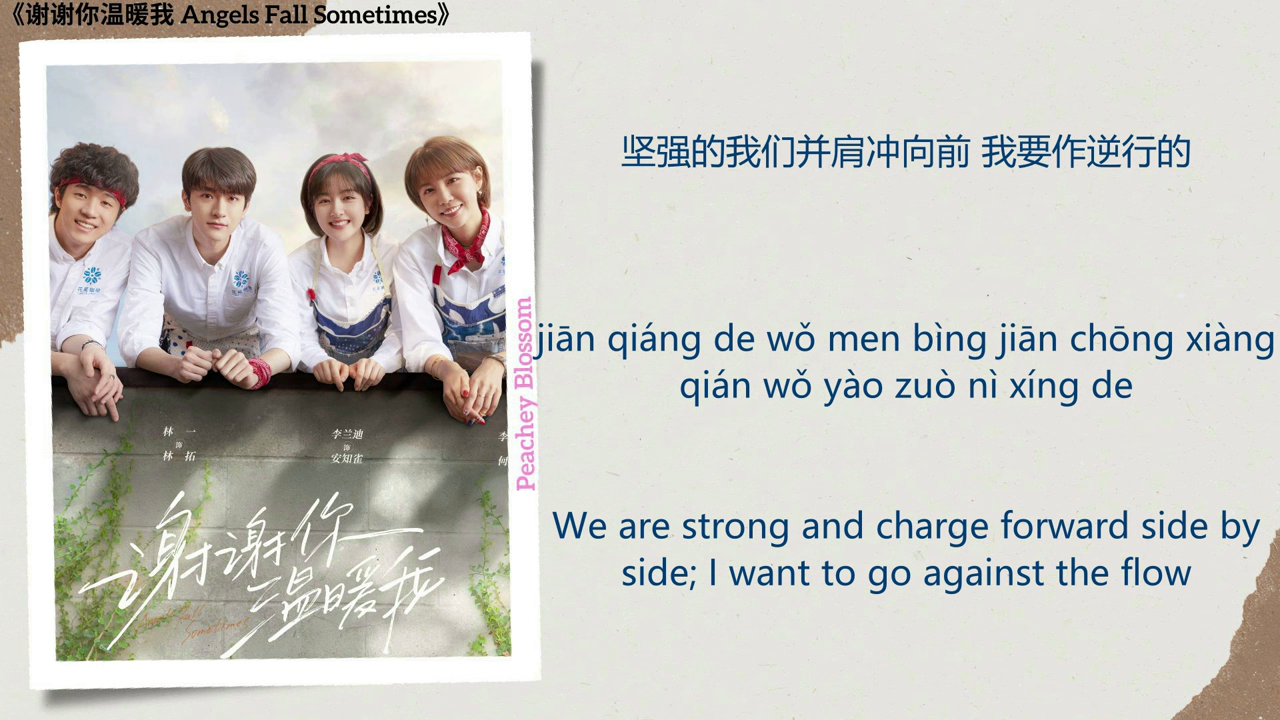 《谢谢你温暖我 Angels Fall Sometimes》
坚强的我们并肩冲向前 我要作逆行的
jiān qiáng de wǒ men bìng jiān chōng xiàng
qián wǒ yào zuò nì xíng de
We are strong and charge forward side by
side; I want to go against the flow
Peachey Blossom
林一
饰
林拓
李兰迪
饰
安知雀
李
何
谢谢你
温暖我
Angels Fall
Sometimes